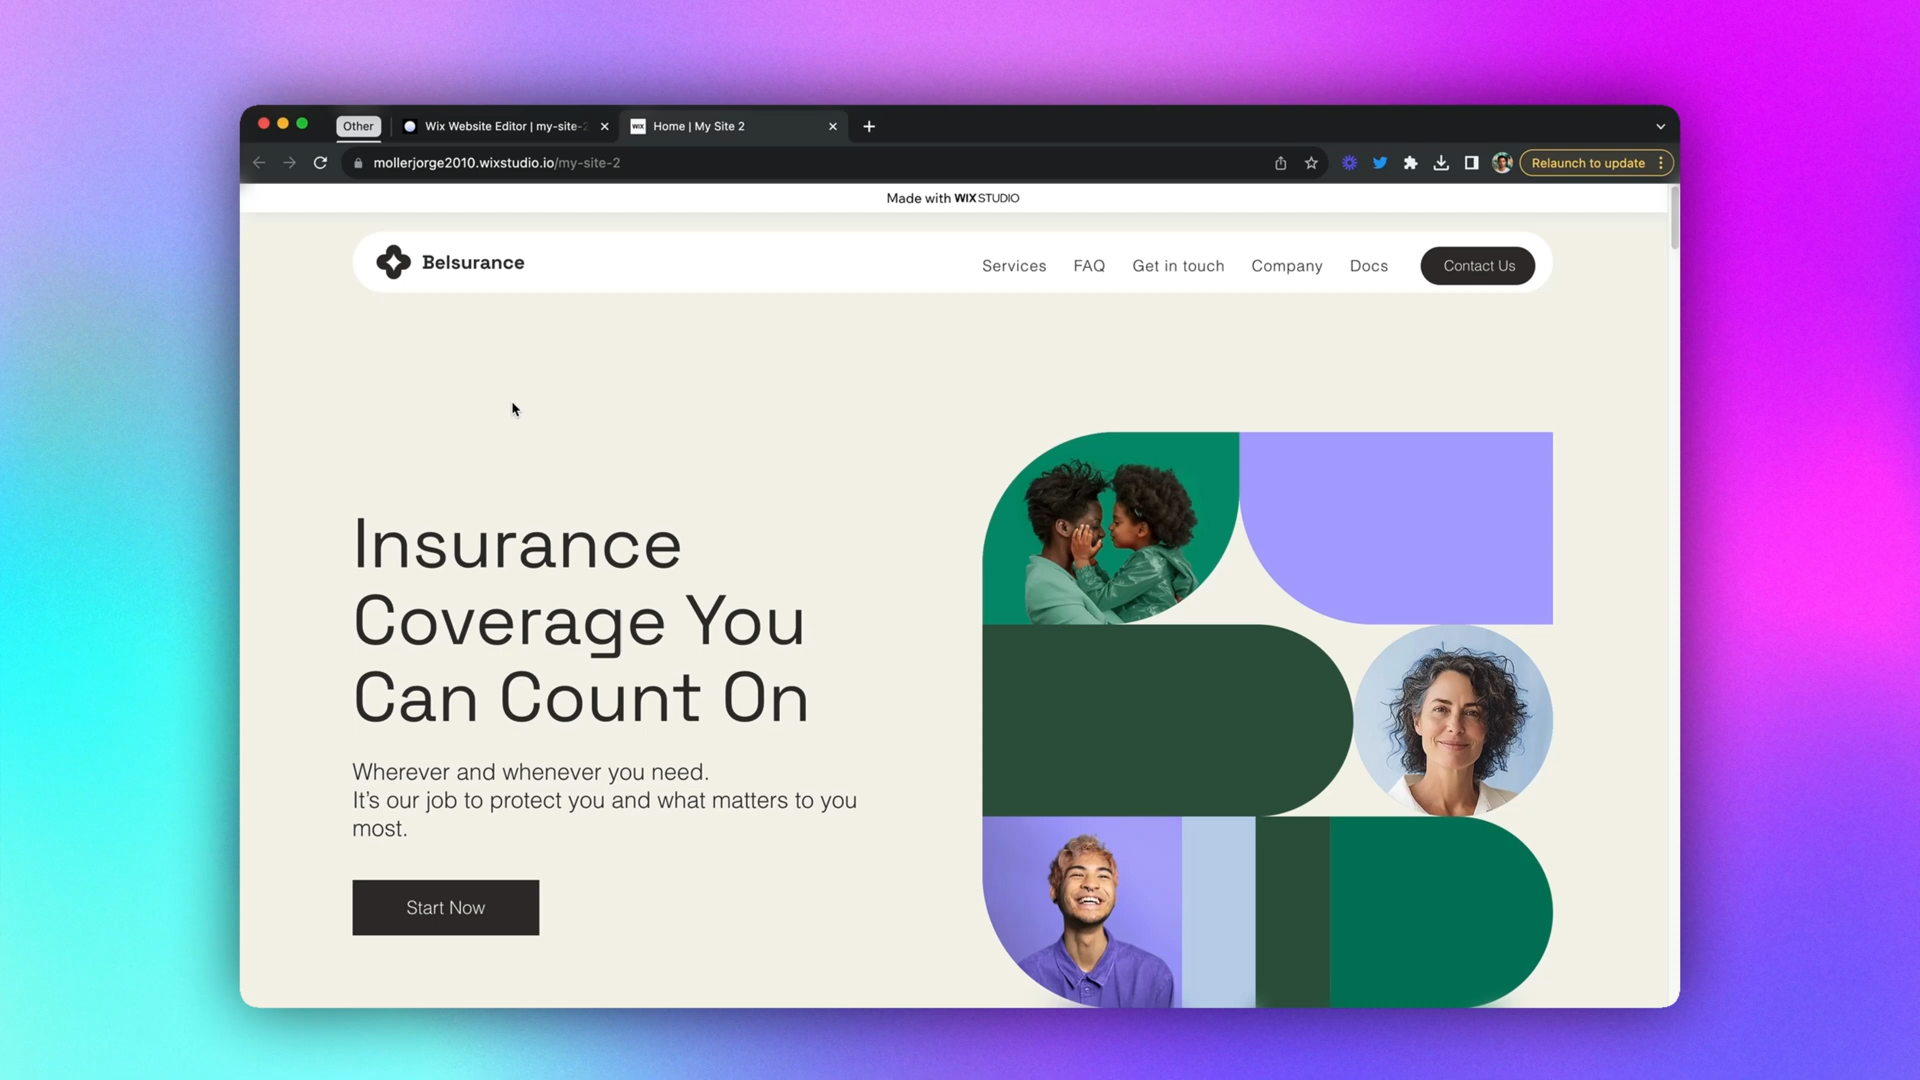 Other
Wix Website Editor | my-site-2
WIX
Home | My Site 2
mollerjorge2010.wixstudio.io/my-site-2
Relaunch to update
Made with WIX STUDIO
Belsurance
Services
FAQ
Get in touch
Company
Docs
Contact Us
Insurance
Coverage You
Can Count On
Wherever and whenever you need.
It's our job to protect you and what matters to you
most.
Start Now